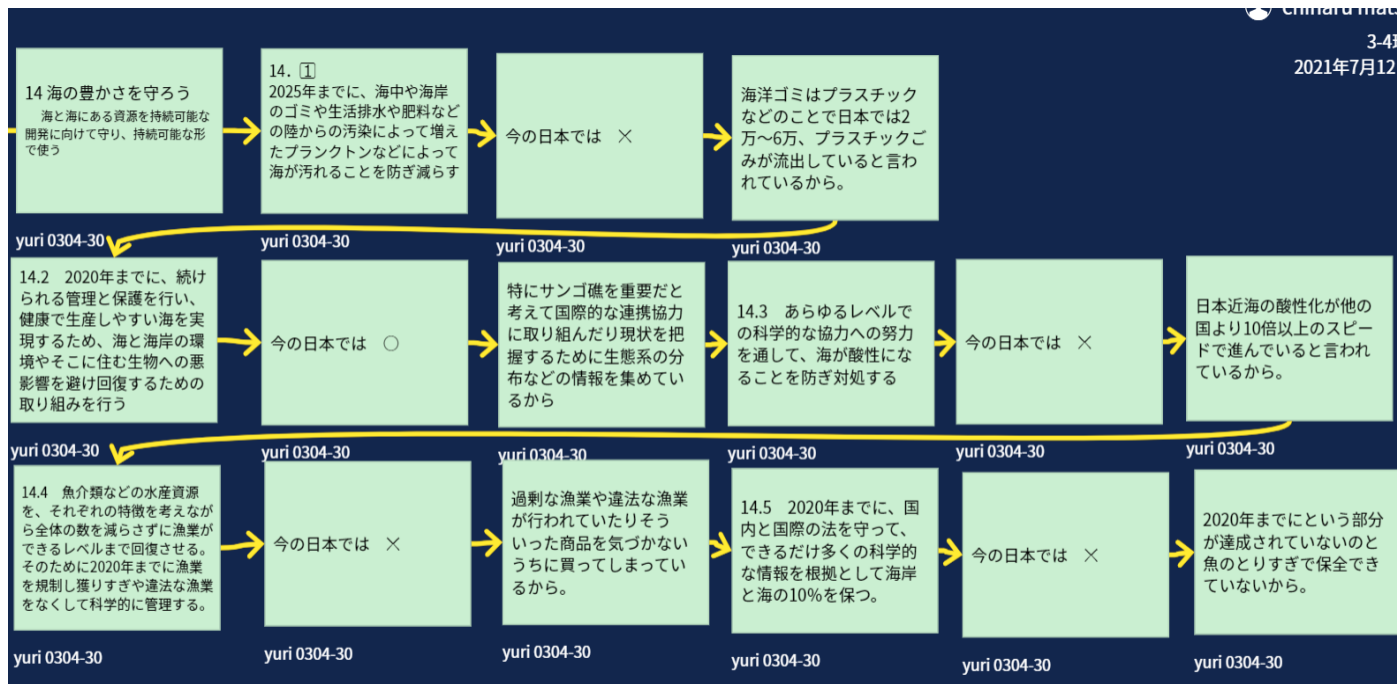 chinaru mats
3-4班
2021年7月12
14 海の豊かさを守ろう
海と海にある資源を持続可能な
開発に向けて守り、持続可能な形
で使う
yuri 0304-30
14. 1
2025年までに、海中や海岸
のゴミや生活排水や肥料など
の陸からの汚染によって増え
たプランクトンなどによって
海が汚れることを防ぎ減らす
yuri 0304-30
今の日本では ×
yuri 0304-30
海洋ゴミはプラスチック
などのことで日本では2
万〜6万、プラスチックご
みが流出していると言わ
れているから。
yuri 0304-30
14.2 2020年までに、続け
られる管理と保護を行い、
健康で生産しやすい海を実
現するため、海と海岸の環
境やそこに住む生物への悪
影響を避け回復するための
取り組みを行う
yuri 0304-30
今の日本では ○
yuri 0304-30
特にサンゴ礁を重要だと
考えて国際的な連携協力
に取り組んだり現状を把
握するために生態系の分
布などの情報を集めてい
るから
yuri 0304-30
14.3 あらゆるレベルで
の科学的な協力への努力
を通して、海が酸性にな
ることを防ぎ対処する
yuri 0304-30
今の日本では ×
yuri 0304-30
日本近海の酸性化が他の
国より10倍以上のスピー
ドで進んでいると言われ
ているから。
yuri 0304-30
14.4 魚介類などの水産資源
を、それぞれの特徴を考えなが
ら全体の数を減らさずに漁業が
できるレベルまで回復させる。
そのために2020年までに漁業
を規制し獲りすぎや違法な漁業
をなくして科学的に管理する。
yuri 0304-30
今の日本では ×
yuri 0304-30
過剰な漁業や違法な漁業
が行われていたりそう
いった商品を気づかない
うちに買ってしまってい
るから。
yuri 0304-30
14.5 2020年までに、国
内と国際の法を守って、
できるだけ多くの科学的
な情報を根拠として海岸
と海の10%を保つ。
yuri 0304-30
今の日本では ×
yuri 0304-30
2020年までにという部分
が達成されていないのと
魚のとりすぎで保全でき
ていないから。
yuri 0304-30